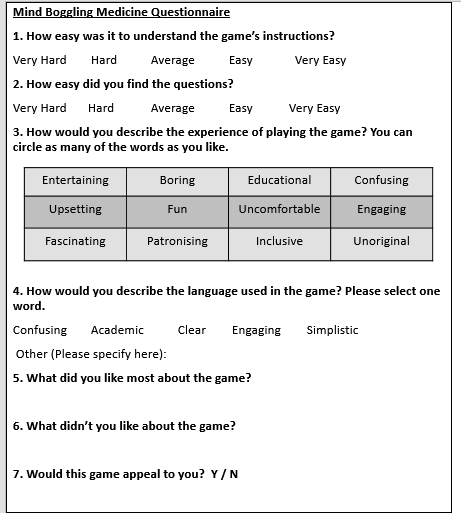 Mind Boggling Medicine Questionnaire
1. How easy was it to understand the game's instructions?
Very Hard Hard Average Easy Very Easy
2. How easy did you find the questions?
Very Hard Hard Average Easy Very Easy
3. How would you describe the experience of playing the game? You can
circle as many of the words as you like.
Entertaining Boring Educational Confusing
Upsetting Fun Uncomfortable Engaging
Fascinating Patronising Inclusive Unoriginal
4. How would you describe the language used in the game? Please select one
word.
Confusing Academic Clear Engaging Simplistic
Other (Please specify here):
5. What did you like most about the game?
6. What didn't you like about the game?
7. Would this game appeal to you? Y / N